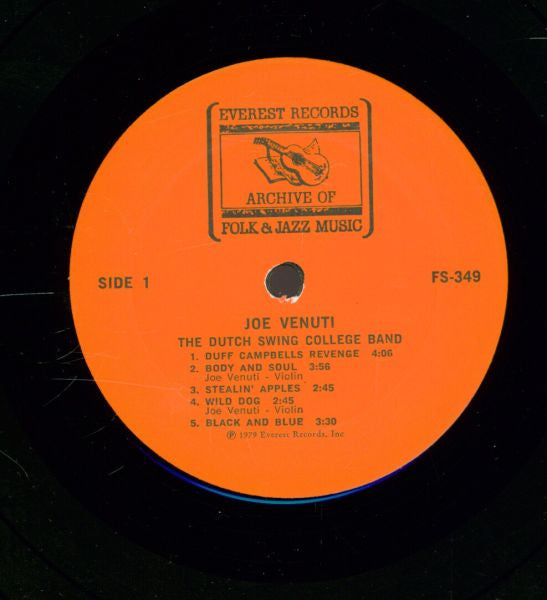 EVEREST RECORDS
ARCHIVE OF
FOLK & JAZZ MUSIC
SIDE 1
FS-349
JOE VENUTI
THE DUTCH SWING COLLEGE BAND
1. DUFF CAMPBELLS REVENGE 4:06
2. BODY AND SOUL 3:56
Joe Venuti - Violin
3. STEALIN' APPLES 2:45
4. WILD DOG 2:45
Joe Venuti - Violin
5. BLACK AND BLUE 3:30
℗ 1979 Everest Records, Inc